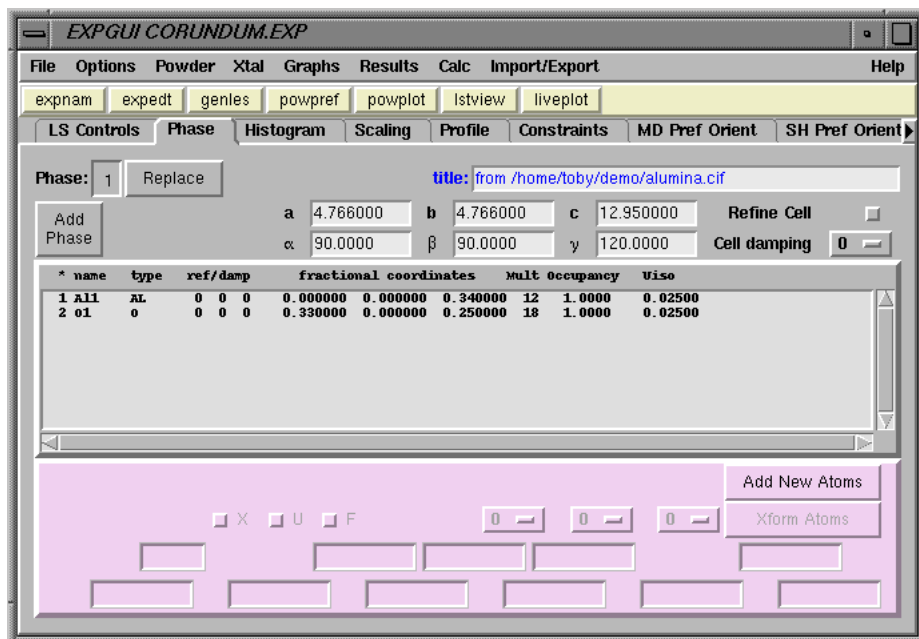 EXPGUI CORUNDUM.EXP
File Options Powder Xtal Graphs Results Calc Import/Export Help
expnam expedt genles powpref powplot lstview liveplot
LS Controls Phase Histogram Scaling Profile Constraints MD Pref Orient SH Pref Orient
Phase: 1 Replace title: from /home/toby/demo/alumina.cif
Add Phase a 4.766000 b 4.766000 c 12.950000 Refine Cell
α 90.0000 β 90.0000 γ 120.0000 Cell damping 0
* name type ref/damp fractional coordinates Mult Occupancy Uiso
1 Al1 AL 0 0 0 0.000000 0.000000 0.340000 12 1.0000 0.02500
2 o1 o 0 0 0 0.330000 0.000000 0.250000 18 1.0000 0.02500
Add New Atoms
X U F 0 0 0 Xform Atoms